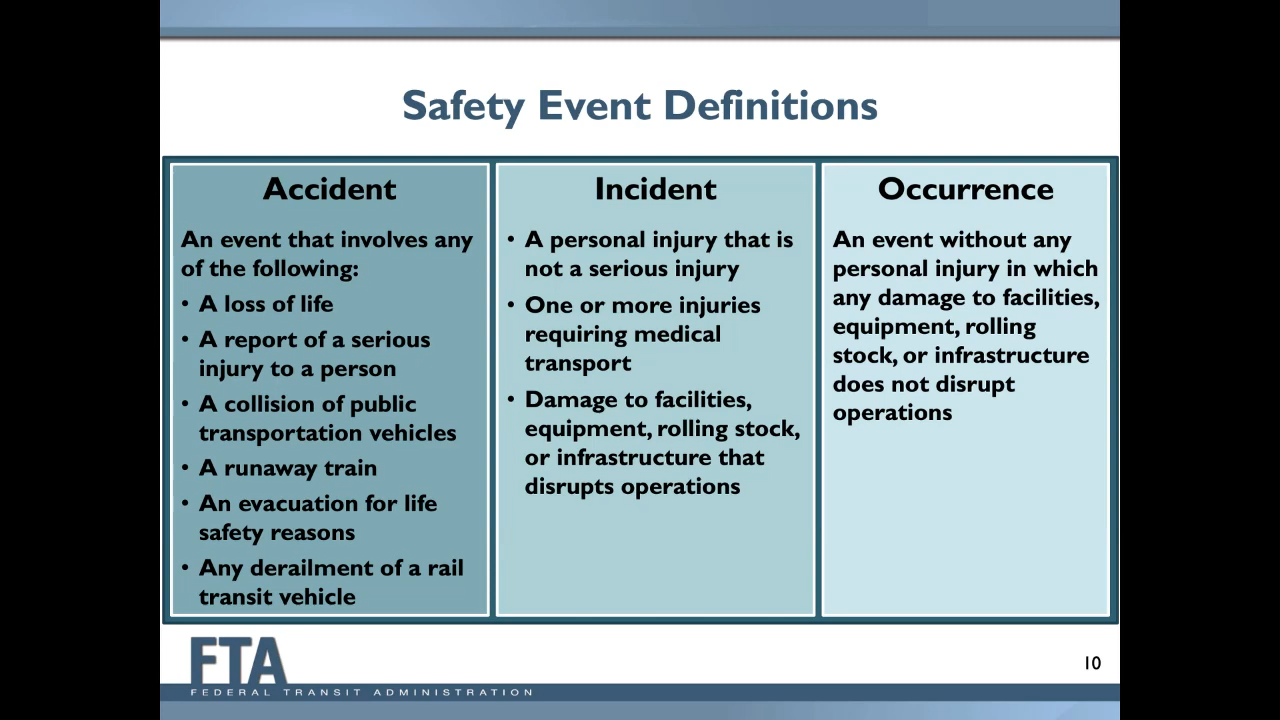 Safety Event Definitions
Accident
An event that involves any
of the following:
• A loss of life
• A report of a serious
injury to a person
• A collision of public
transportation vehicles
• A runaway train
• An evacuation for life
safety reasons
• Any derailment of a rail
transit vehicle
Incident
• A personal injury that is
not a serious injury
• One or more injuries
requiring medical
transport
• Damage to facilities,
equipment, rolling stock,
or infrastructure that
disrupts operations
Occurrence
An event without any
personal injury in which
any damage to facilities,
equipment, rolling
stock, or infrastructure
does not disrupt
operations
FTA
FEDERAL TRANSIT ADMINISTRATION
10